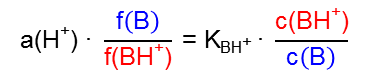 a(H⁺) · f(B)/f(BH⁺) = K_BH⁺ · c(BH⁺)/c(B)